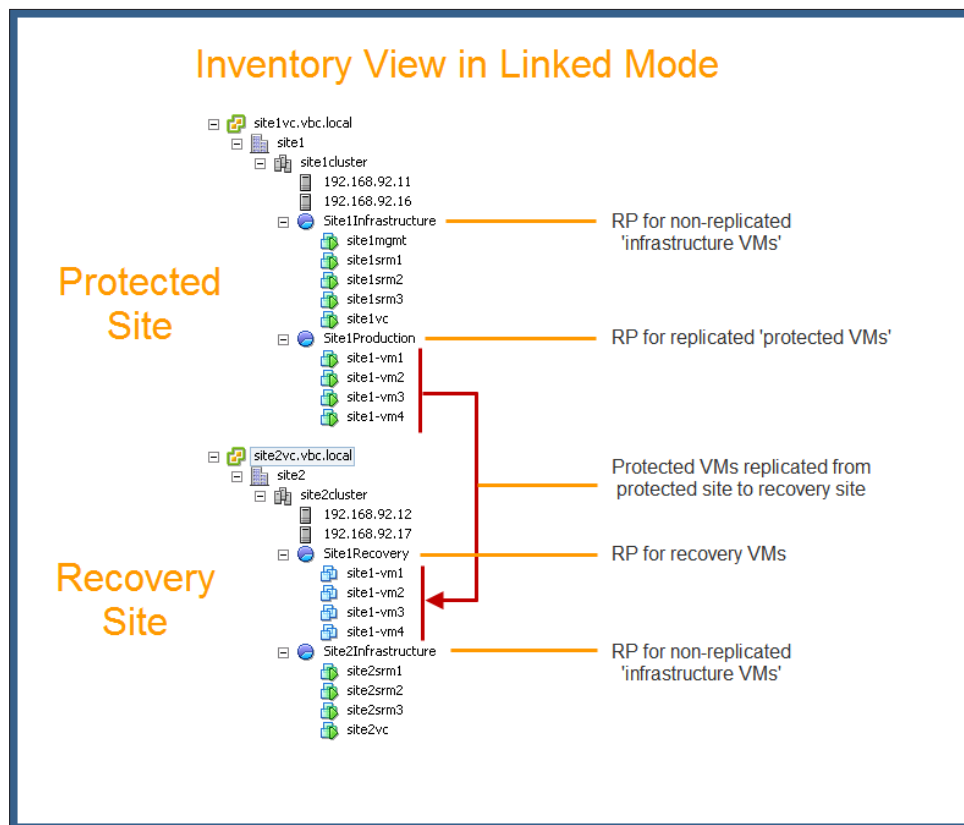 Inventory View in Linked Mode
site1vc.vbc.local
site1
site1cluster
192.168.92.11
192.168.92.16
Site1Infrastructure
RP for non-replicated
'infrastructure VMs'
site1mgmt
site1srm1
site1srm2
site1srm3
site1vc
Protected
Site
Site1Production
RP for replicated 'protected VMs'
site1-vm1
site1-vm2
site1-vm3
site1-vm4
site2vc.vbc.local
site2
site2cluster
Protected VMs replicated from
protected site to recovery site
192.168.92.12
192.168.92.17
Site1Recovery
RP for recovery VMs
site1-vm1
site1-vm2
site1-vm3
site1-vm4
Recovery
Site
Site2Infrastructure
RP for non-replicated
'infrastructure VMs'
site2srm1
site2srm2
site2srm3
site2vc